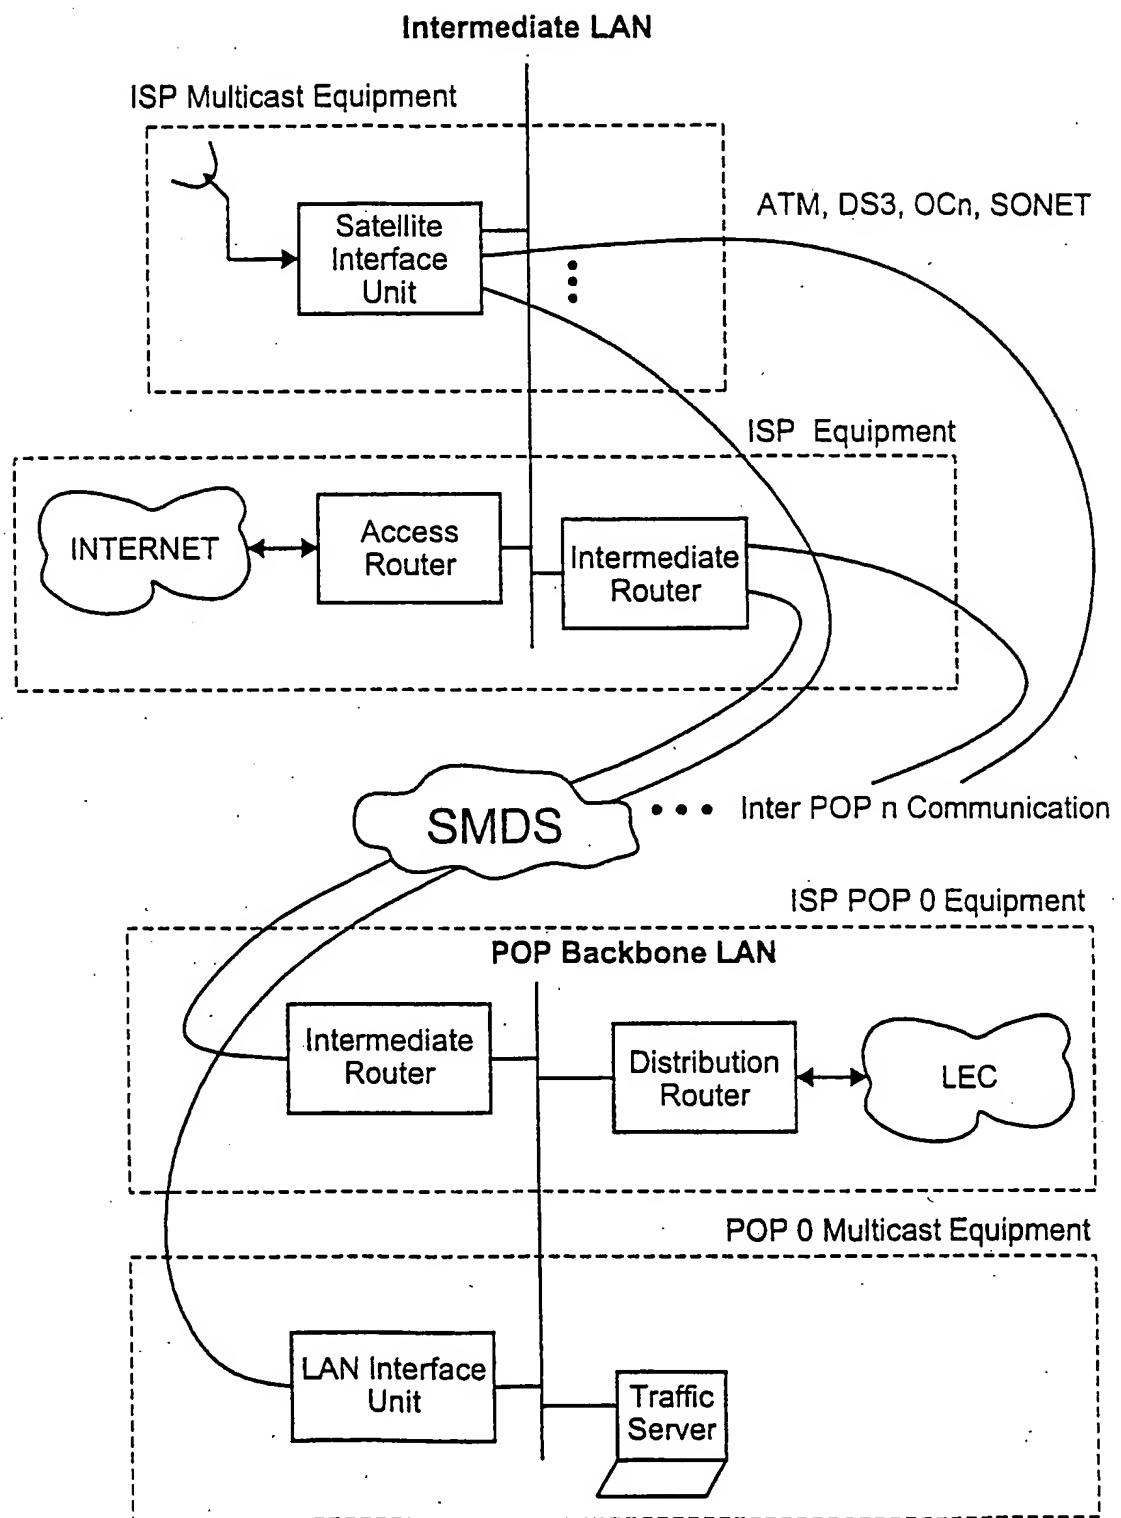 Intermediate LAN
ISP Multicast Equipment
ATM, DS3, OCn, SONET
Satellite
Interface
Unit
ISP Equipment
INTERNET
Access
Router
Intermediate
Router
SMDS
Inter POP n Communication
ISP POP 0 Equipment
POP Backbone LAN
Intermediate
Router
Distribution
Router
LEC
POP 0 Multicast Equipment
LAN Interface
Unit
Traffic
Server